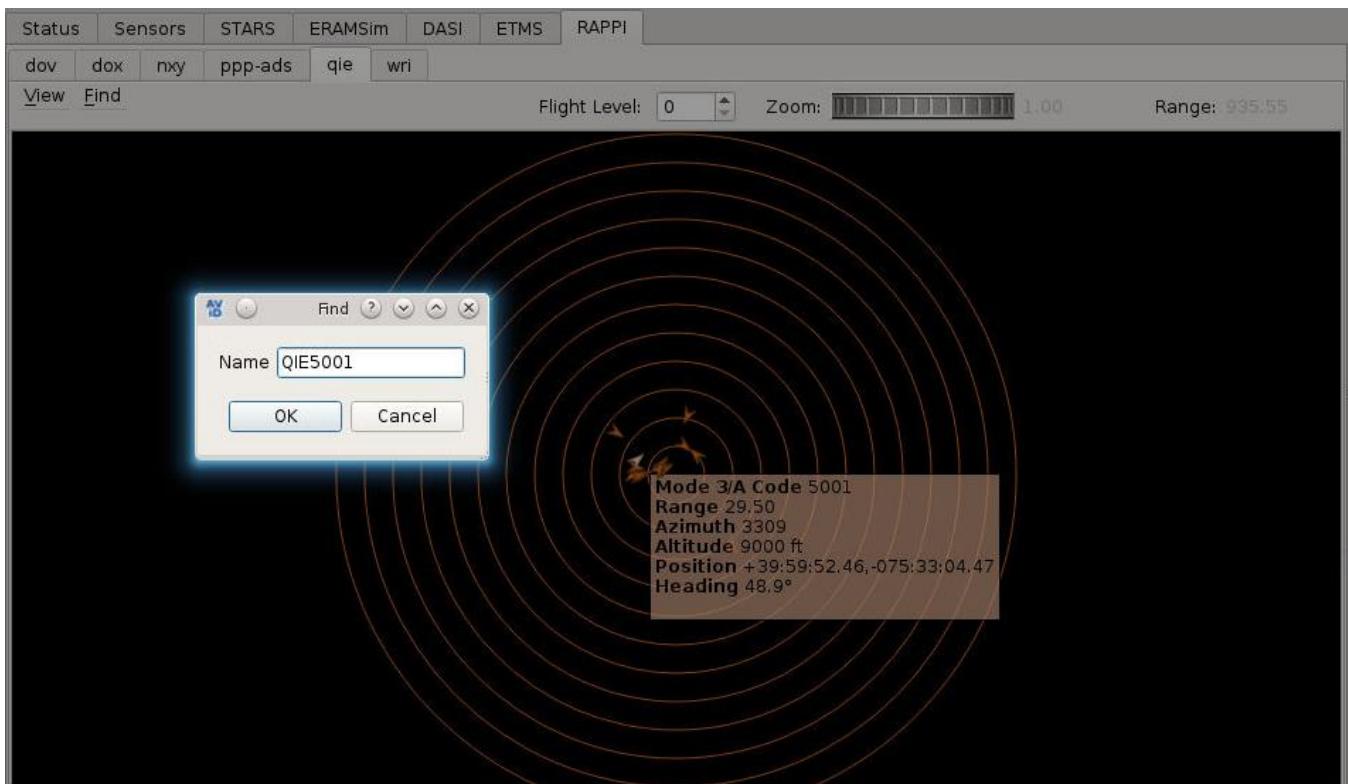 Status Sensors STARS ERAMSim DASI ETMS RAPPI
dov dox nxy ppp-ads qie wri
View Find Flight Level: 0 Zoom: 1.00 Range: 935.55
AV
iD
Find ?
Name QIE5001
OK Cancel
Mode 3/A Code 5001
Range 29.50
Azimuth 3309
Altitude 9000 ft
Position +39:59:52.46,-075:33:04.47
Heading 48.9°